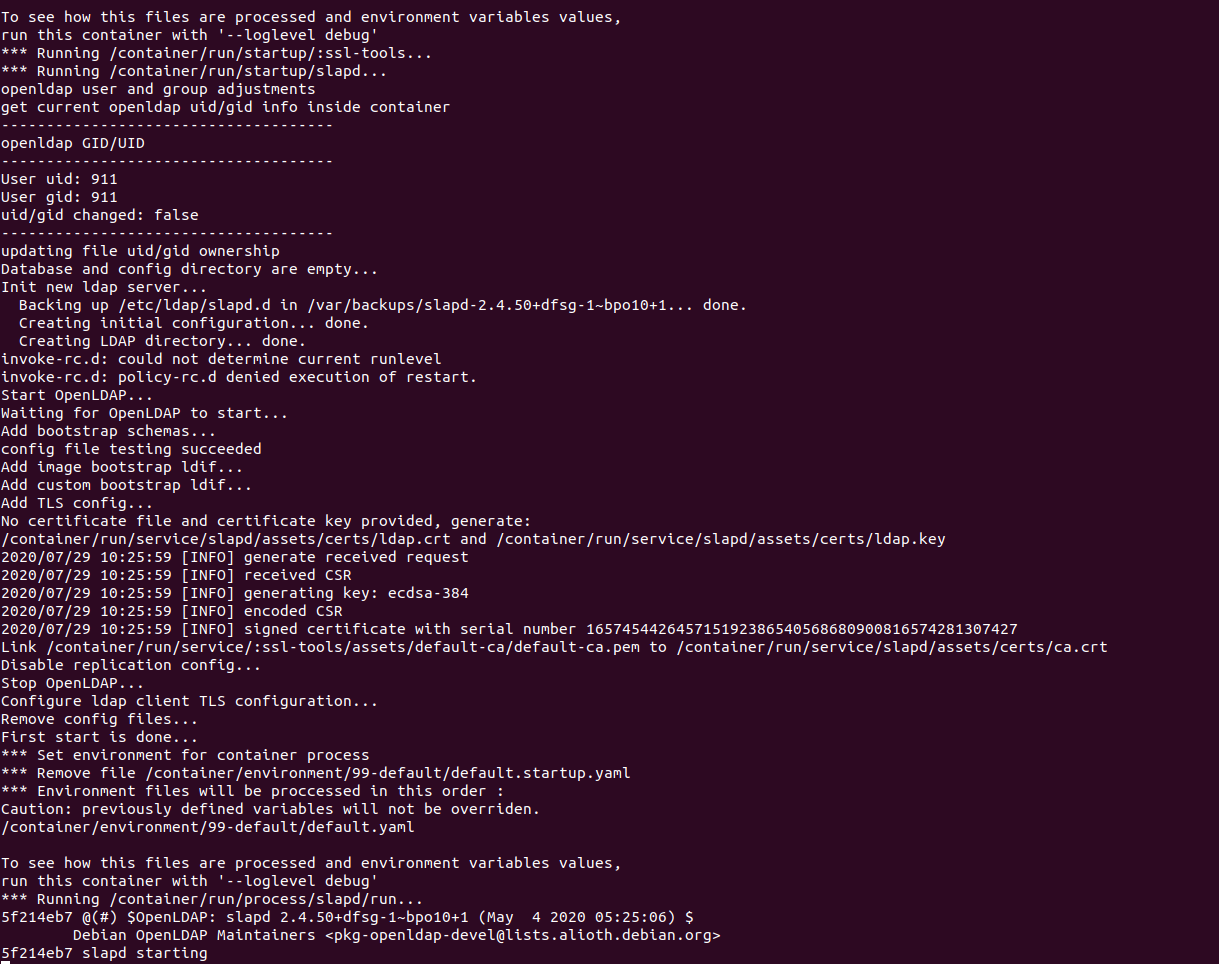 To see how this files are processed and environment variables values,
run this container with '--loglevel debug'
*** Running /container/run/startup/:ssl-tools...
*** Running /container/run/startup/slapd...
openldap user and group adjustments
get current openldap uid/gid info inside container
-------------------------------------
openldap GID/UID
-------------------------------------
User uid: 911
User gid: 911
uid/gid changed: false
-------------------------------------
updating file uid/gid ownership
Database and config directory are empty...
Init new ldap server...
  Backing up /etc/ldap/slapd.d in /var/backups/slapd-2.4.50+dfsg-1~bpo10+1... done.
  Creating initial configuration... done.
  Creating LDAP directory... done.
invoke-rc.d: could not determine current runlevel
invoke-rc.d: policy-rc.d denied execution of restart.
Start OpenLDAP...
Waiting for OpenLDAP to start...
Add bootstrap schemas...
config file testing succeeded
Add image bootstrap ldif...
Add custom bootstrap ldif...
Add TLS config...
No certificate file and certificate key provided, generate:
/container/run/service/slapd/assets/certs/ldap.crt and /container/run/service/slapd/assets/certs/ldap.key
2020/07/29 10:25:59 [INFO] generate received request
2020/07/29 10:25:59 [INFO] received CSR
2020/07/29 10:25:59 [INFO] generating key: ecdsa-384
2020/07/29 10:25:59 [INFO] encoded CSR
2020/07/29 10:25:59 [INFO] signed certificate with serial number 165745442645715192386540568680900816574281307427
Link /container/run/service/:ssl-tools/assets/default-ca/default-ca.pem to /container/run/service/slapd/assets/certs/ca.crt
Disable replication config...
Stop OpenLDAP...
Configure ldap client TLS configuration...
Remove config files...
First start is done...
*** Set environment for container process
*** Remove file /container/environment/99-default/default.startup.yaml
*** Environment files will be proccessed in this order :
Caution: previously defined variables will not be overriden.
/container/environment/99-default/default.yaml

To see how this files are processed and environment variables values,
run this container with '--loglevel debug'
*** Running /container/run/process/slapd/run...
5f214eb7 @(#) $OpenLDAP: slapd 2.4.50+dfsg-1~bpo10+1 (May  4 2020 05:25:06) $
        Debian OpenLDAP Maintainers <pkg-openldap-devel@lists.alioth.debian.org>
5f214eb7 slapd starting